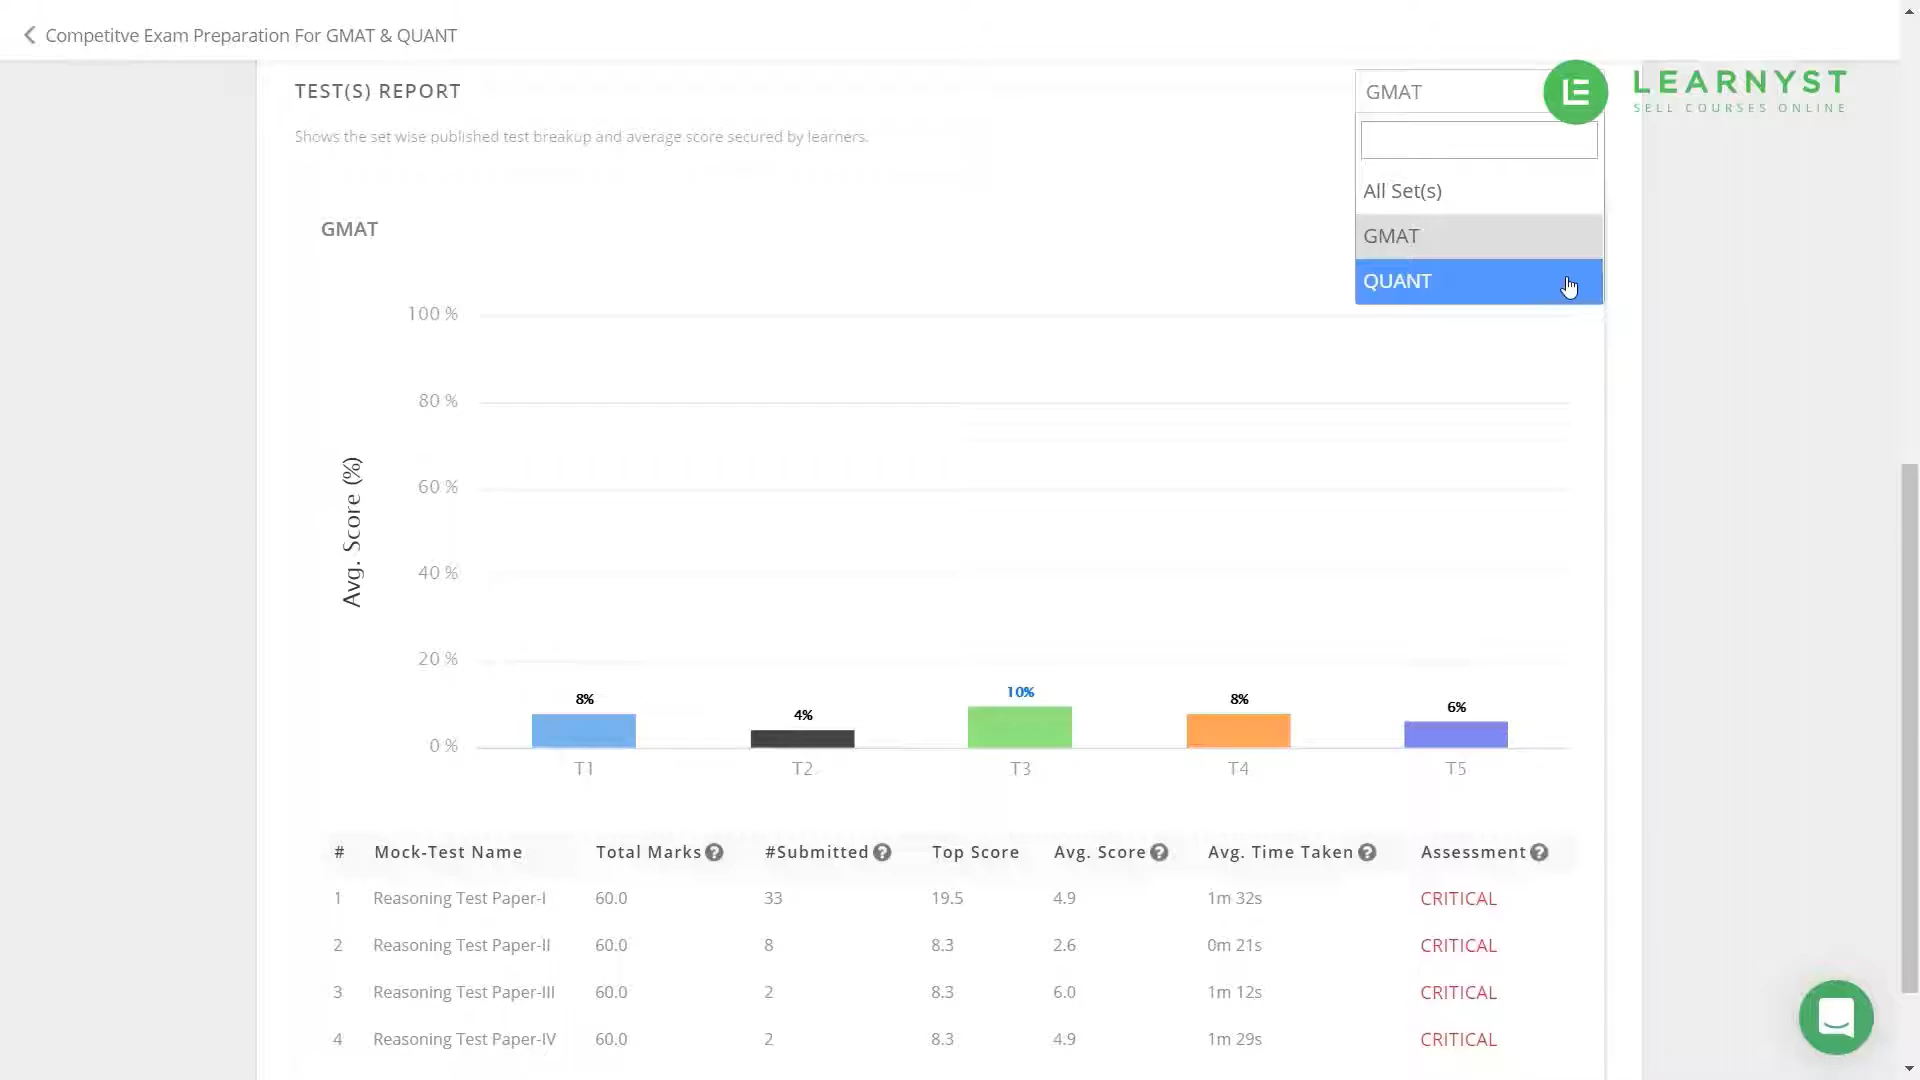 Competitve Exam Preparation For GMAT & QUANT
TEST(S) REPORT
GMAT
LEARNYST
SELL COURSES ONLINE
Shows the set wise published test breakup and average score secured by learners.
All Set(s)
GMAT
QUANT
GMAT
100 %
80 %
60 %
40 %
20 %
0 %
Avg. Score (%)
8%
4%
10%
8%
6%
T1
T2
T3
T4
T5
# Mock-Test Name Total Marks #Submitted Top Score Avg. Score Avg. Time Taken Assessment
1 Reasoning Test Paper-I 60.0 33 19.5 4.9 1m 32s CRITICAL
2 Reasoning Test Paper-II 60.0 8 8.3 2.6 0m 21s CRITICAL
3 Reasoning Test Paper-III 60.0 2 8.3 6.0 1m 12s CRITICAL
4 Reasoning Test Paper-IV 60.0 2 8.3 4.9 1m 29s CRITICAL